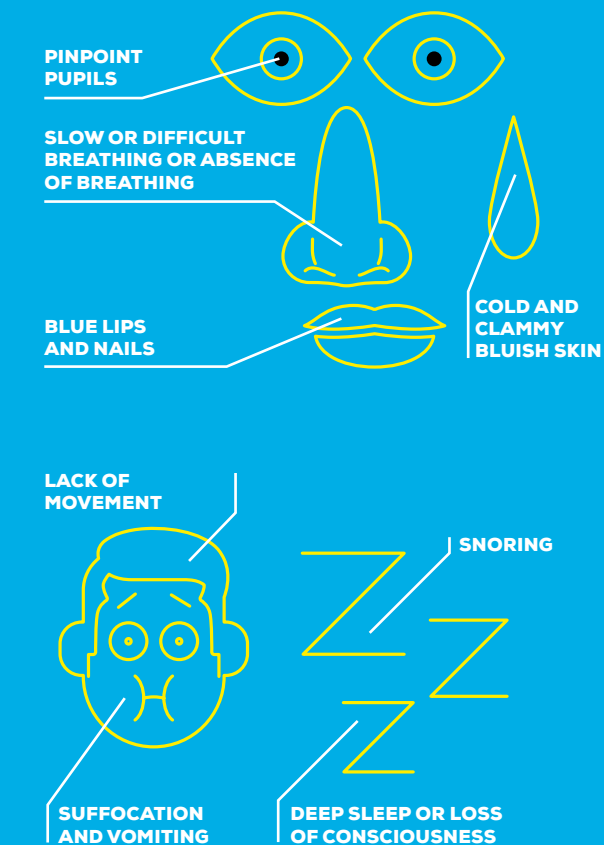 PINPOINT
PUPILS
SLOW OR DIFFICULT
BREATHING OR ABSENCE
OF BREATHING
COLD AND
CLAMMY
BLUISH SKIN
BLUE LIPS
AND NAILS
LACK OF
MOVEMENT
SNORING
SUFFOCATION
AND VOMITING
DEEP SLEEP OR LOSS
OF CONSCIOUSNESS